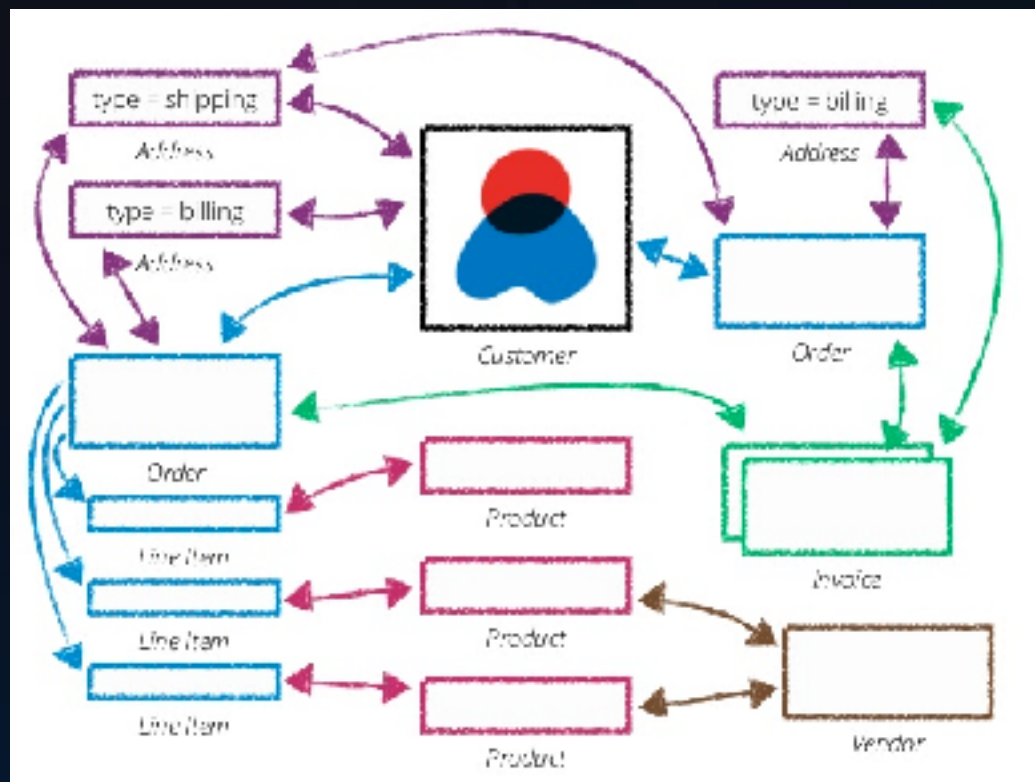 type = shipping
Address
type = billing
Address
type = billing
Address
Customer
Order
Order
Line Item
Line Item
Line Item
Product
Product
Product
Invoice
Vendor